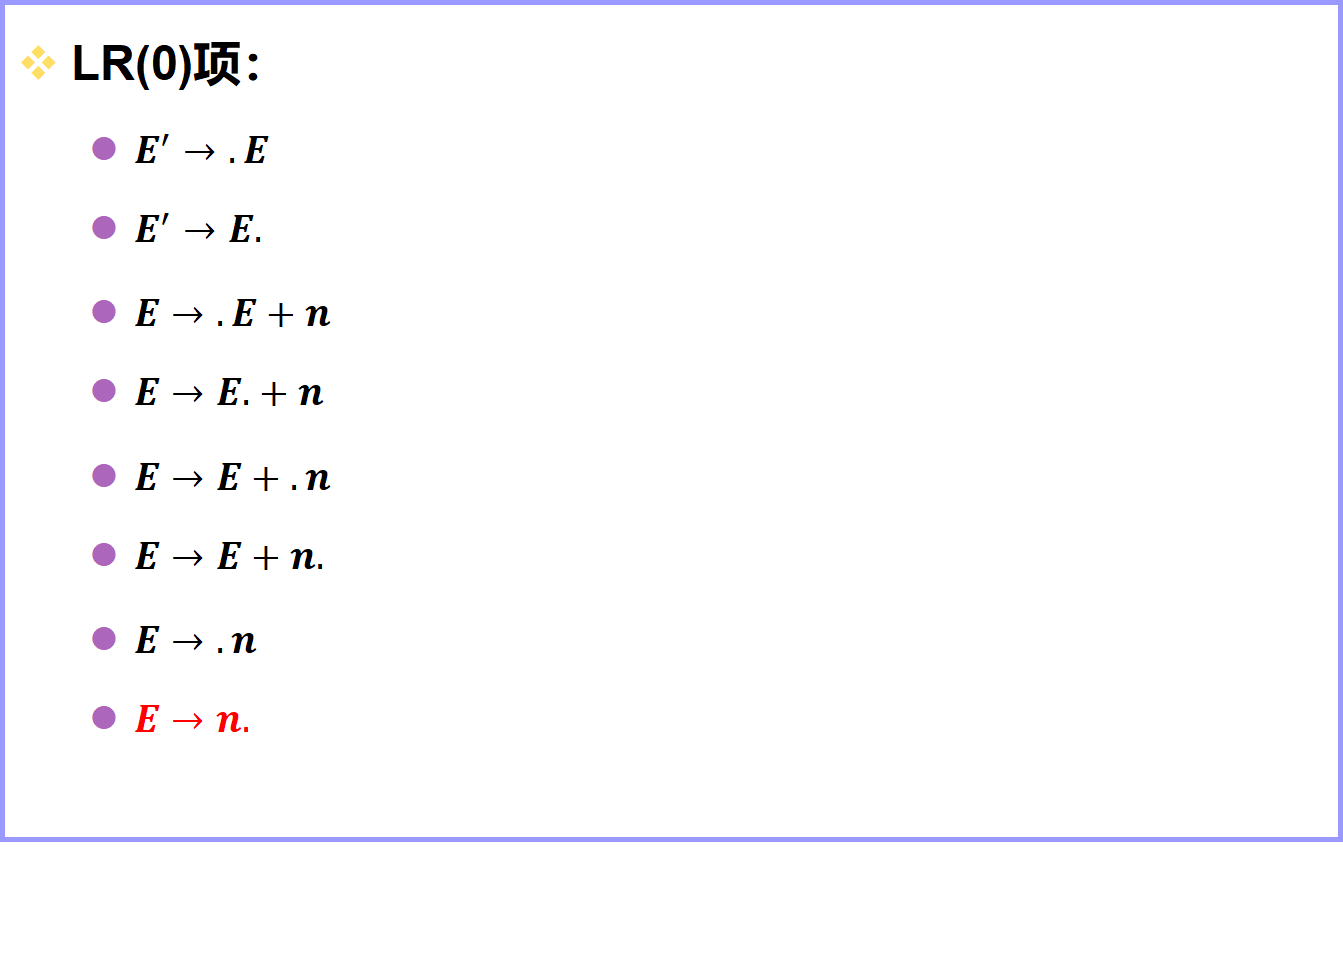 LR(0)项：
E′ → .E
E′ → E.
E → .E + n
E → E. + n
E → E + .n
E → E + n.
E → .n
E → n.